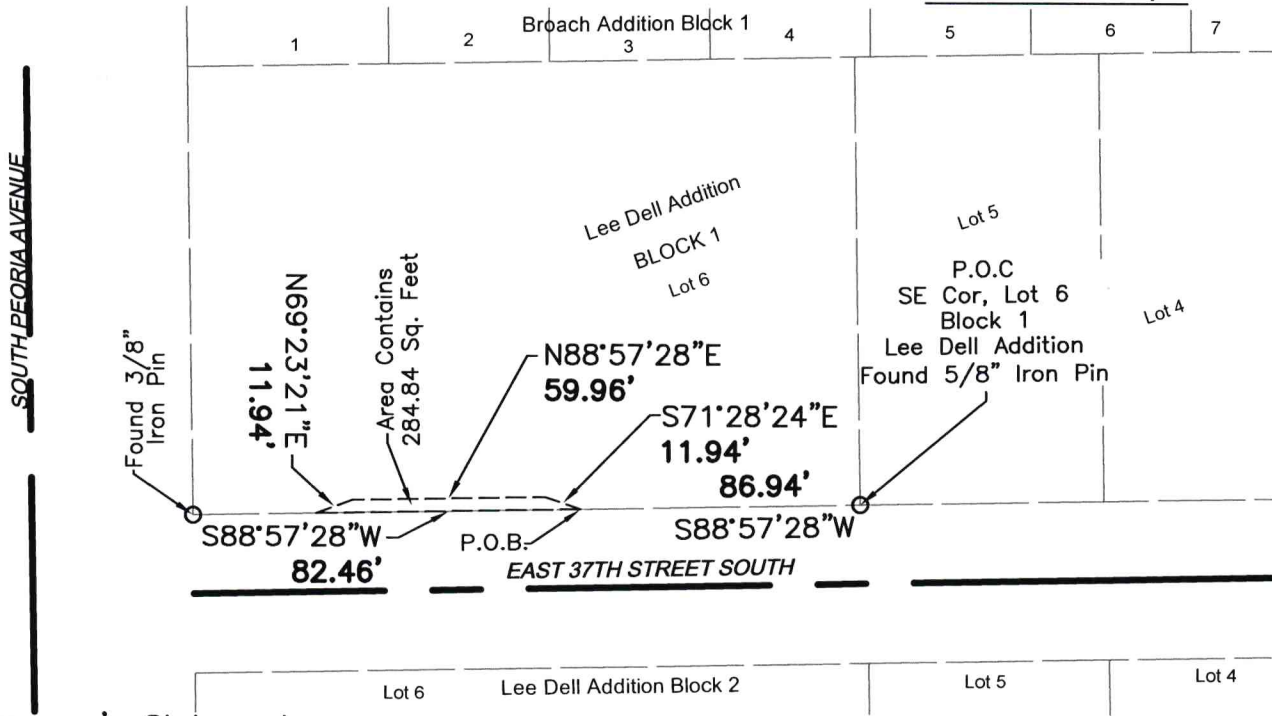 Broach Addition Block 1
1
2
3
4
5
6
7
SOUTH PEORIA AVENUE
Lee Dell Addition
BLOCK 1
Lot 6
Lot 5
P.O.C
SE Cor, Lot 6
Block 1
Lee Dell Addition
Found 5/8" Iron Pin
Lot 4
Found 3/8"
Iron Pin
N69°23'21"E
11.94'
Area Contains
284.84 Sq. Feet
N88°57'28"E
59.96'
S71°28'24"E
11.94'
86.94'
S88°57'28"W
S88°57'28"W
82.46'
P.O.B.
EAST 37TH STREET SOUTH
Lot 6
Lee Dell Addition Block 2
Lot 5
Lot 4